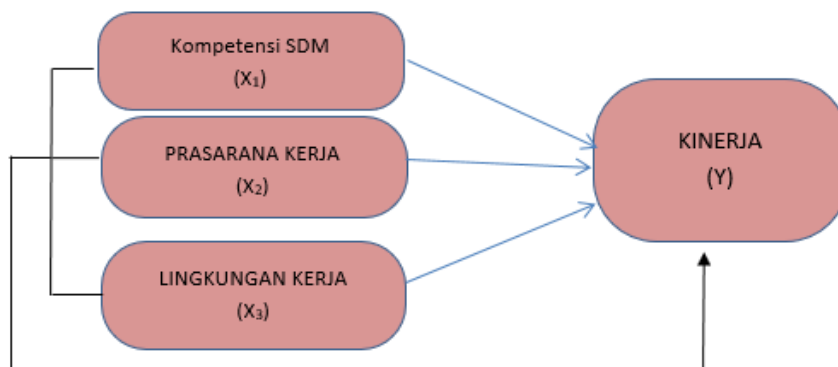 Kompetensi SDM
(X₁)
PRASARANA KERJA
(X₂)
LINGKUNGAN KERJA
(X₃)
KINERJA
(Y)